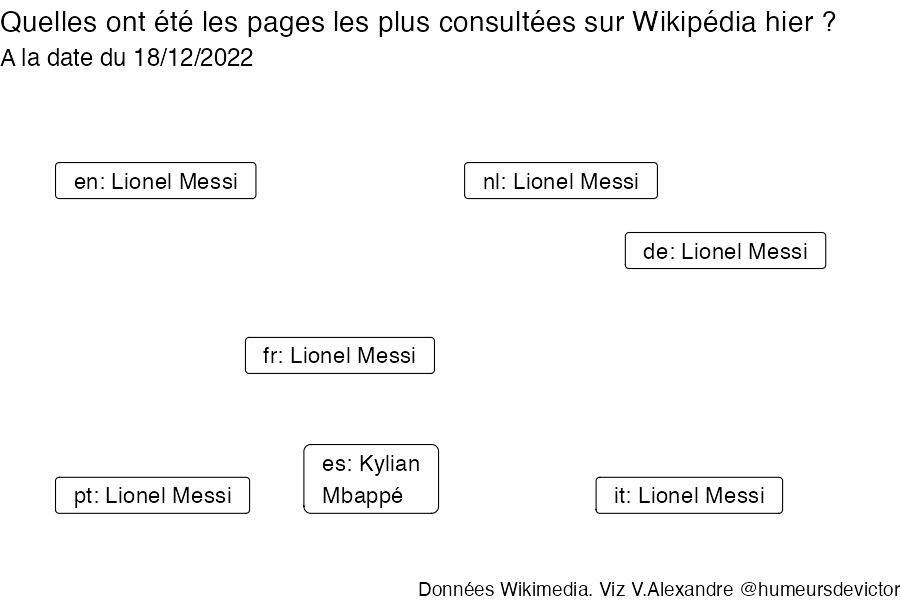 Quelles ont été les pages les plus consultées sur Wikipédia hier ?
A la date du 18/12/2022
en: Lionel Messi
nl: Lionel Messi
de: Lionel Messi
fr: Lionel Messi
es: Kylian
Mbappé
pt: Lionel Messi
it: Lionel Messi
Données Wikimedia. Viz V.Alexandre @humeursdevictor